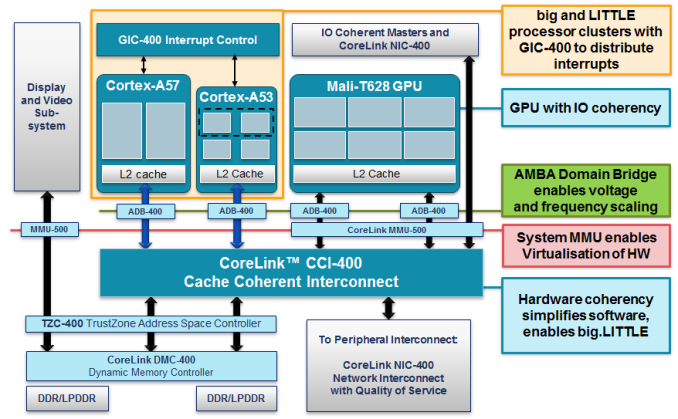 GIC-400 Interrupt Control
IO Coherent Masters and
CoreLink NIC-400
big and LITTLE
processor clusters with
GIC-400 to distribute
interrupts
Display
and Video
Sub-
system
Cortex-A57
L2 cache
Cortex-A53
L2 Cache
Mali-T628 GPU
L2 Cache
GPU with IO coherency
ADB-400
ADB-400
ADB-400
ADB-400
AMBA Domain Bridge
enables voltage
and frequency scaling
MMU-500
CoreLink MMU-500
System MMU enables
Virtualisation of HW
CoreLink™ CCI-400
Cache Coherent Interconnect
Hardware coherency
simplifies software,
enables big.LITTLE
TZC-400 TrustZone Address Space Controller
CoreLink DMC-400
Dynamic Memory Controller
DDR/LPDDR
DDR/LPDDR
To Peripheral Interconnect:
CoreLink NIC-400
Network Interconnect
with Quality of Service